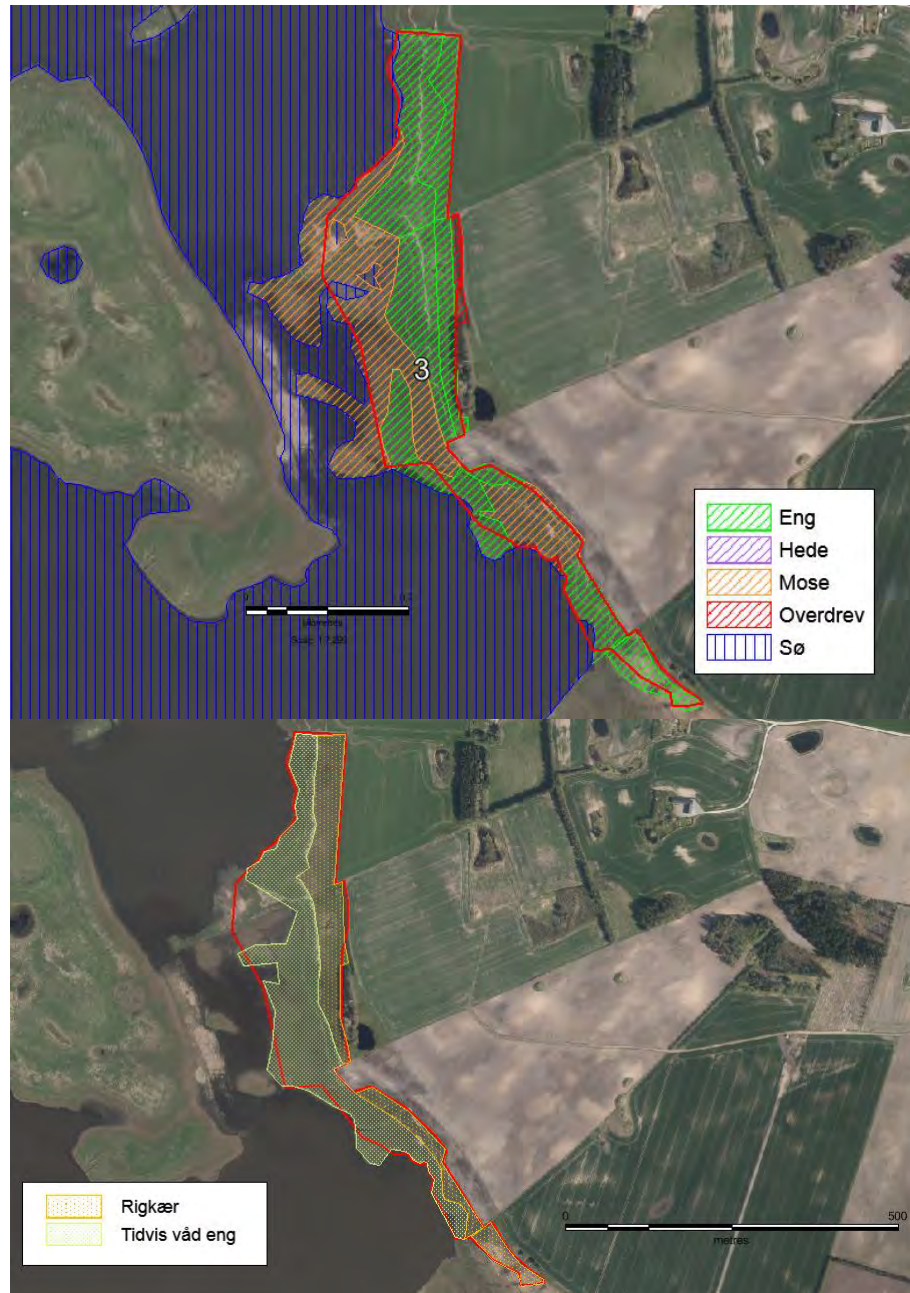 3
Eng
Hede
Mose
Overdrev
Sø
Rigkær
Tidvis våd eng
0
500
metres